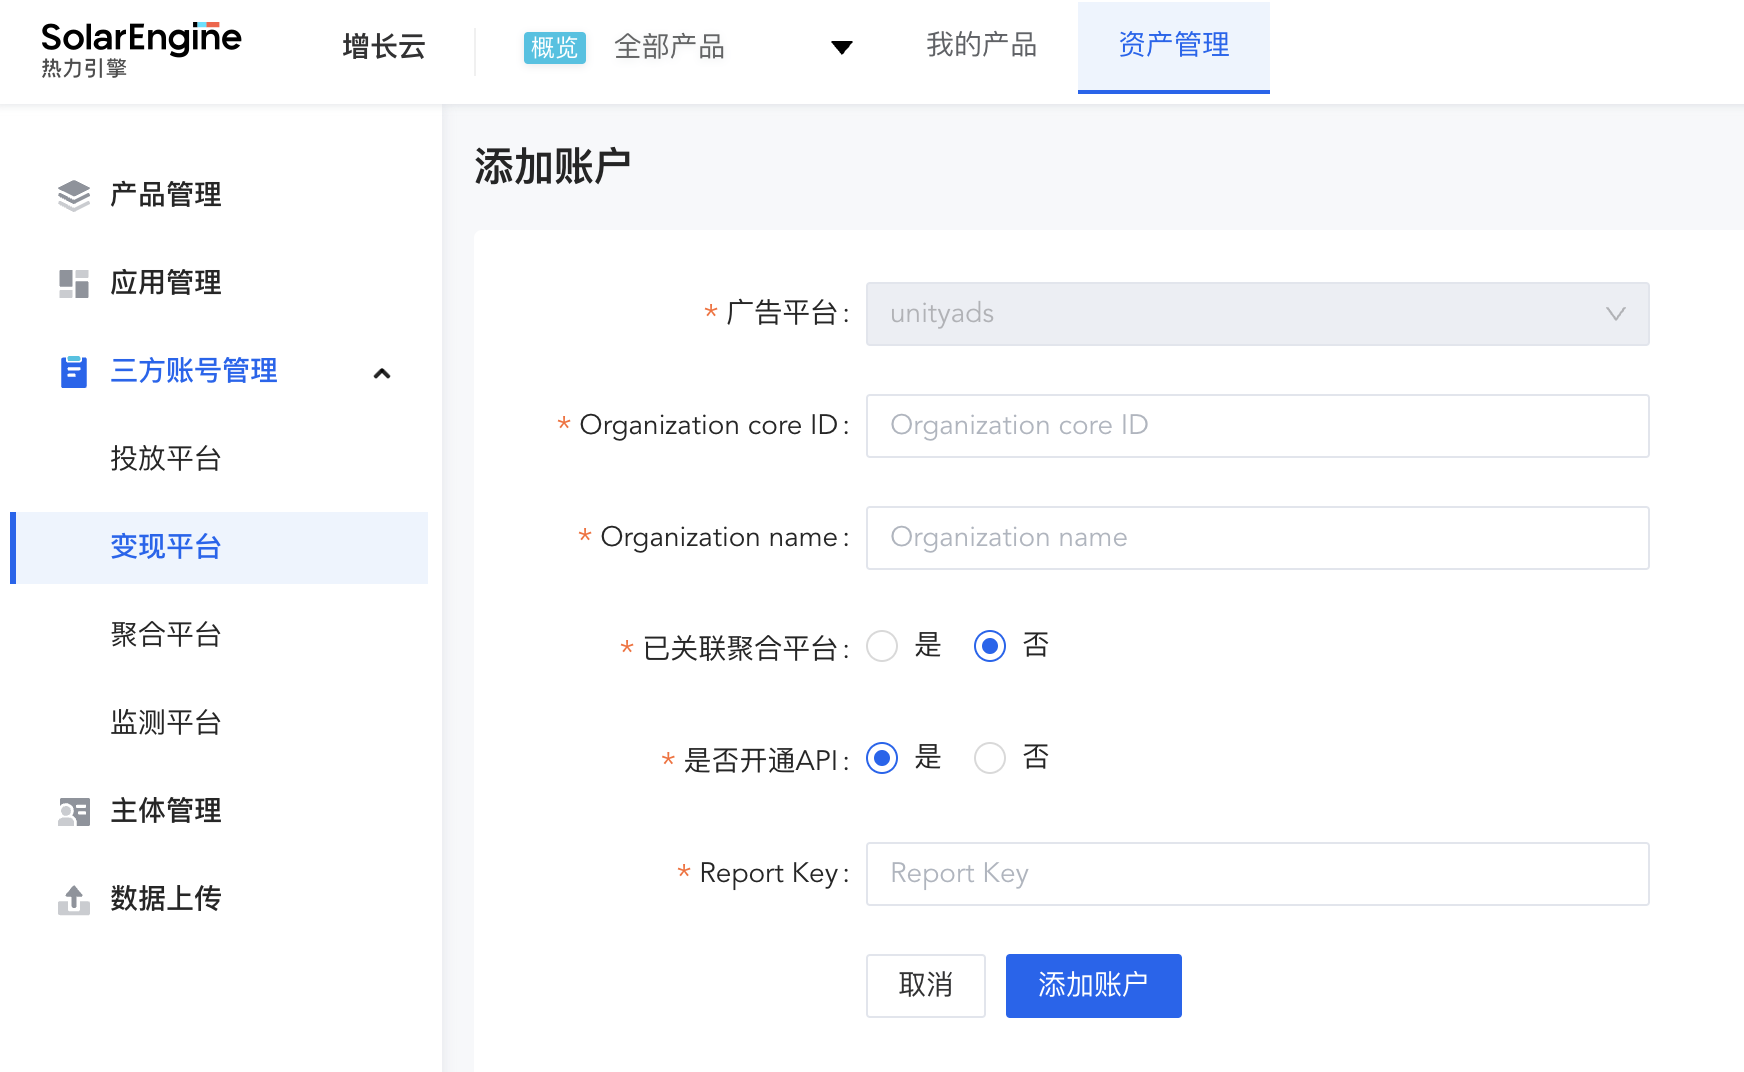 SolarEngine
热力引擎
增长云
概览 全部产品
我的产品
资产管理
产品管理
应用管理
三方账号管理
投放平台
变现平台
聚合平台
监测平台
主体管理
数据上传
添加账户
* 广告平台: unityads
* Organization core ID: Organization core ID
* Organization name: Organization name
* 已关联聚合平台: 是 否
* 是否开通API: 是 否
* Report Key: Report Key
取消 添加账户